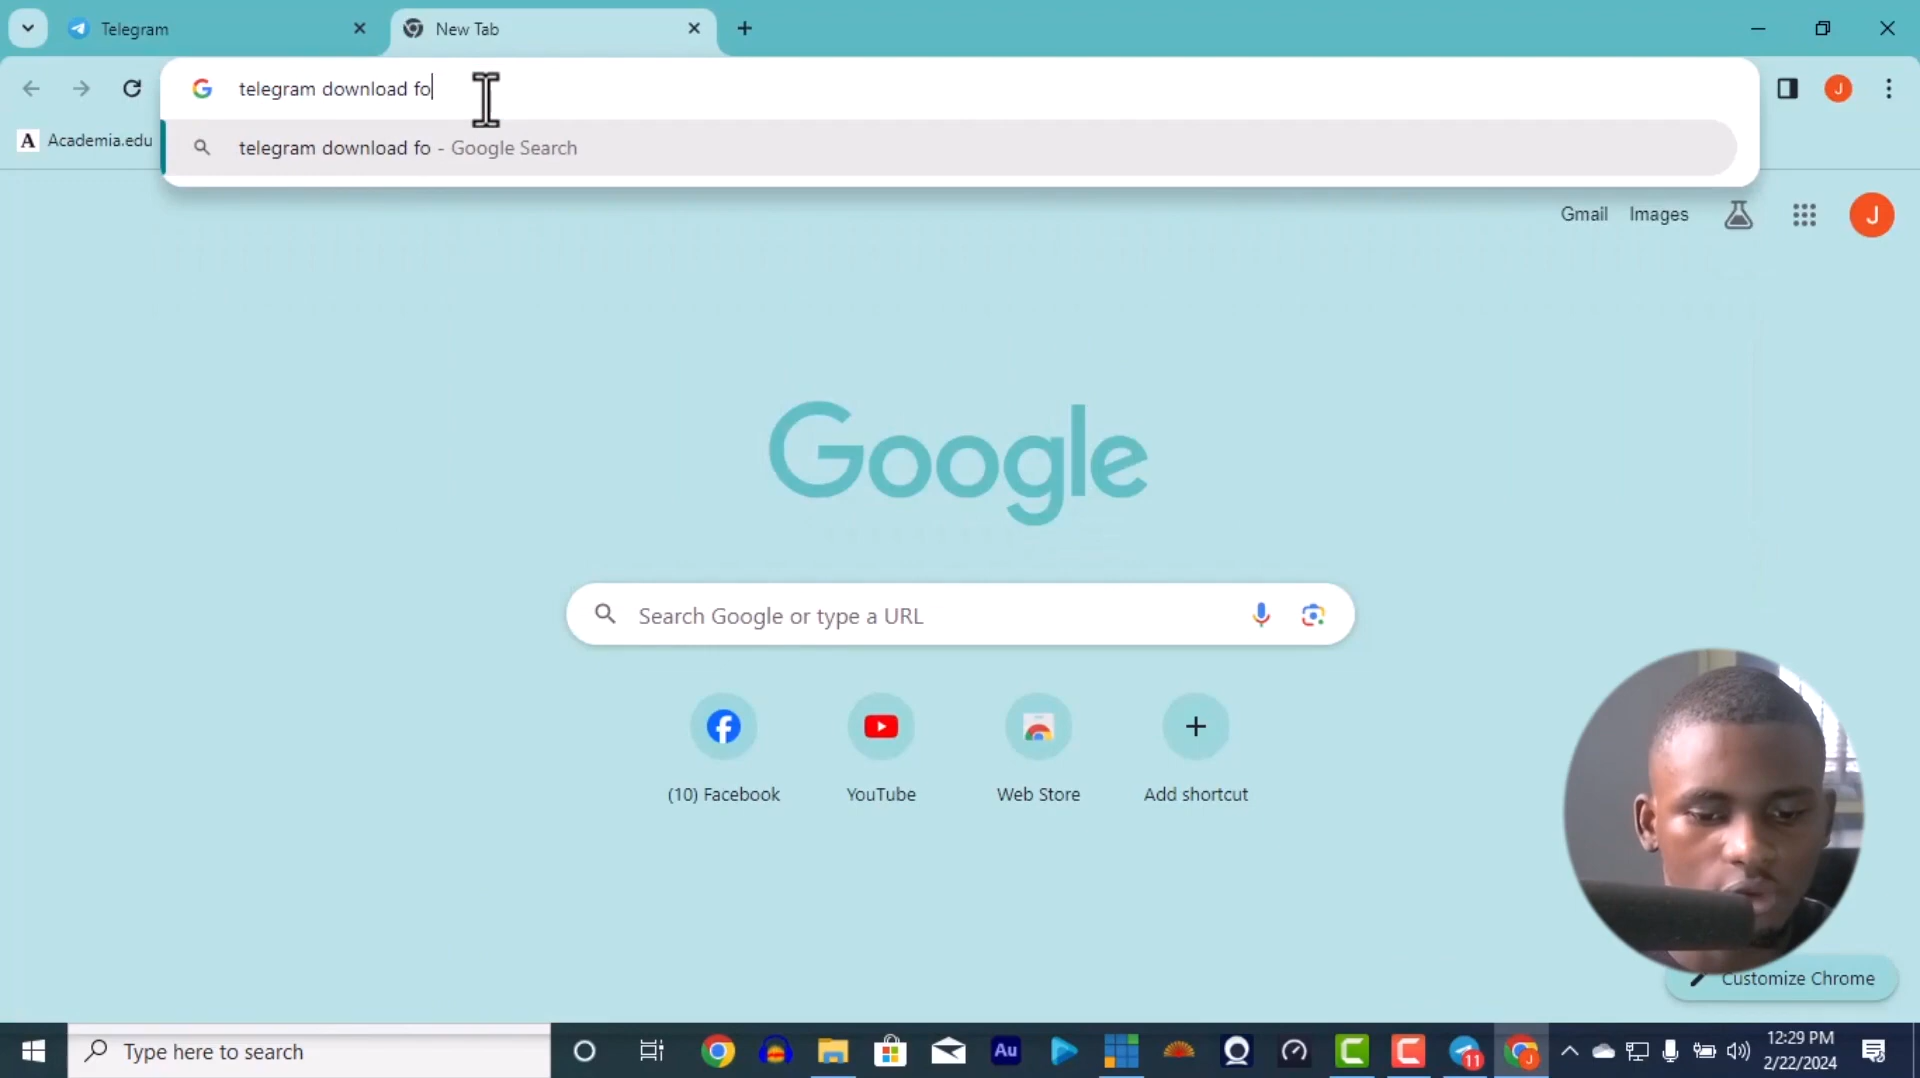 Telegram
New Tab
telegram download fo
A Academia.edu
telegram download fo - Google Search
Gmail Images
J
J
Google
Search Google or type a URL
(10) Facebook
YouTube
Web Store
Add shortcut
Customize Chrome
Type here to search
Au
11
J
12:29 PM
2/22/2024